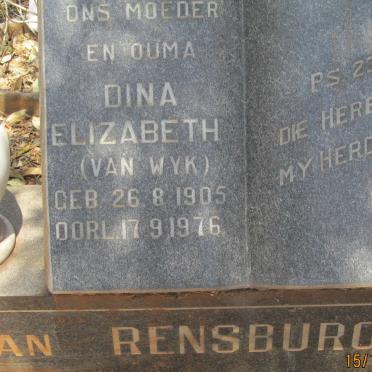 ONS MOEDER
EN OUMA
DINA
ELIZABETH
(VAN WYK)
GEB. 26.8.1905
OORL. 17.9.1976
PS 23
DIE HERE
MY HERD
AN RENSBURG
15/